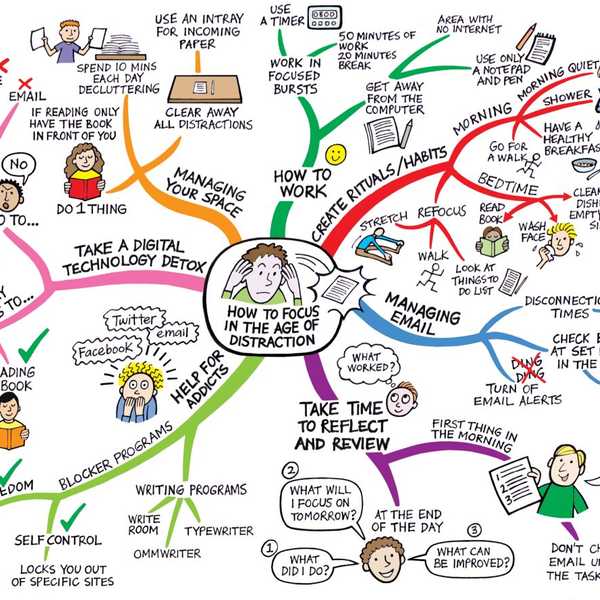 USE AN INTRAY
FOR INCOMING
PAPER
SPEND 10 MINS
EACH DAY
DECLUTTERING
CLEAR AWAY
ALL DISTRACTIONS
IF READING ONLY
HAVE THE BOOK
IN FRONT OF YOU
DO 1 THING
MANAGING
YOUR SPACE
USE
A TIMER
50 MINUTES OF
WORK
20 MINUTES
BREAK
WORK IN
FOCUSED
BURSTS
AREA WITH
NO INTERNET
USE ONLY
A NOTEPAD
AND PEN
GET AWAY
FROM THE
COMPUTER
HOW TO
WORK
CREATE RITUALS/HABITS
MORNING
MORNING QUIET
SHOWER
HAVE A
HEALTHY
BREAKFAST
GO FOR
A WALK
BEDTIME
READ
BOOK
WASH
FACE
CLEAN
EMPTY
STRETCH
REFOCUS
WALK
LOOK AT
THINGS TO
DO LIST
EMAIL
NO
TO...
TO...
TAKE A DIGITAL
TECHNOLOGY DETOX
BOOK
HOW TO FOCUS
IN THE AGE OF
DISTRACTION
MANAGING
EMAIL
DISCONNECTION
TIMES
CHECK
AT SET
IN THE
DING
DING
TURN OF
EMAIL ALERTS
Twitter
email
Facebook
HELP FOR
ADDICTS
BLOCKER PROGRAMS
SELF CONTROL
LOCKS YOU OUT
OF SPECIFIC SITES
WRITING PROGRAMS
WRITE
ROOM
OMMWRITER
TYPEWRITER
WHAT
WORKED?
TAKE TIME
TO REFLECT
AND REVIEW
FIRST THING IN
THE MORNING
1
2
3
DON'T
EMAIL
THE TASK
AT THE END
OF THE DAY
1
WHAT
DID I DO?
2
WHAT WILL
I FOCUS ON
TOMORROW?
3
WHAT CAN
BE IMPROVED?